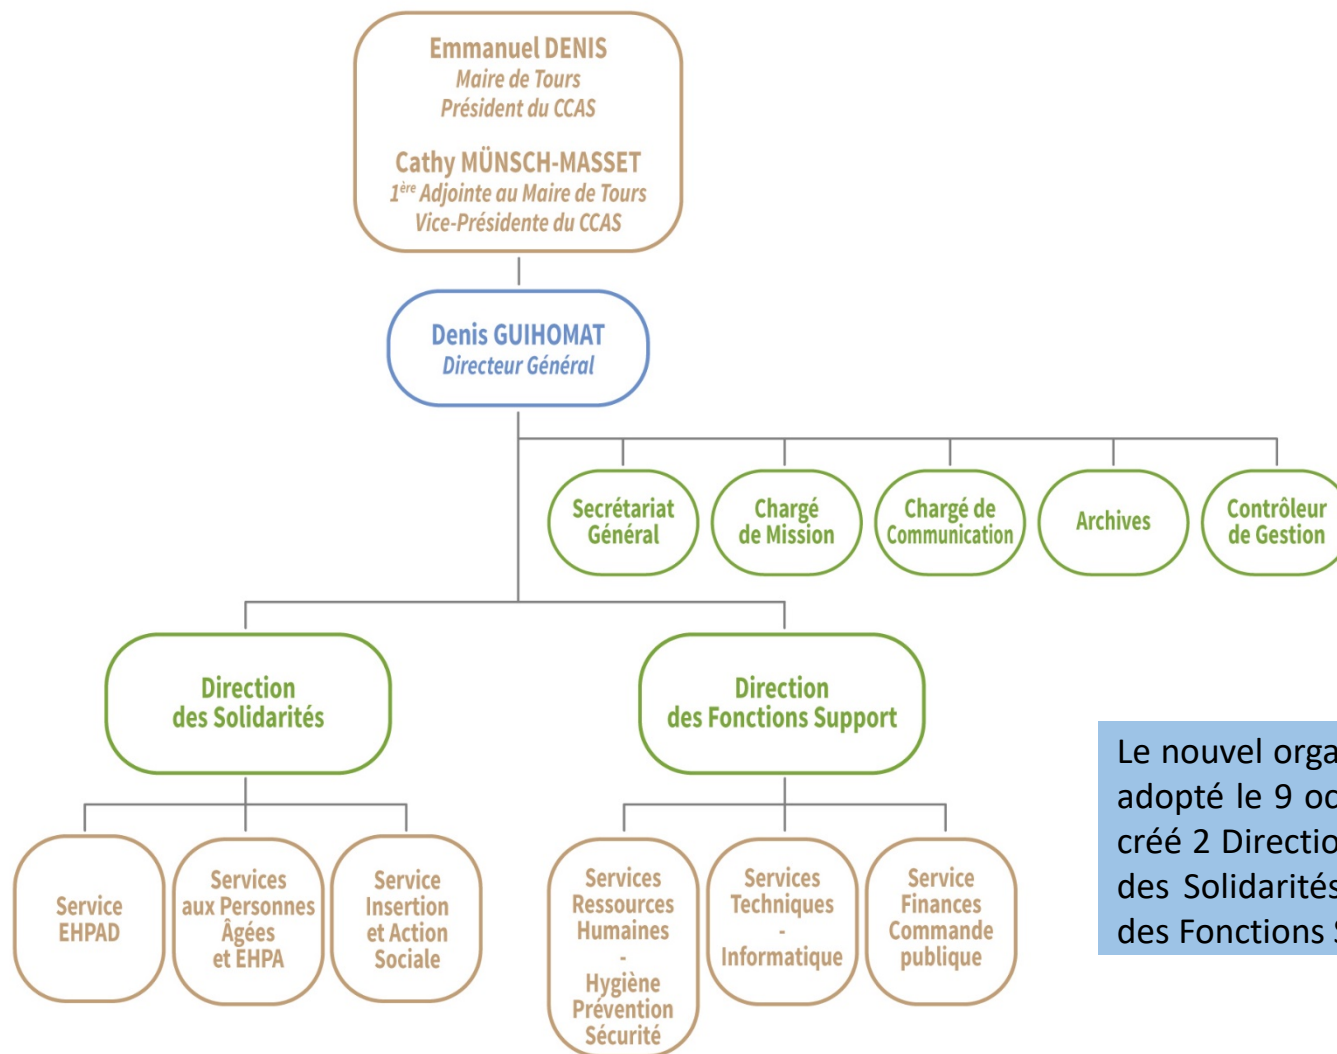 Emmanuel DENIS
Maire de Tours
Président du CCAS
Cathy MÜNSCH-MASSET
1ère Adjointe au Maire de Tours
Vice-Présidente du CCAS
Denis GUIHOMAT
Directeur Général
Secrétariat
Général
Chargé
de Mission
Chargé de
Communication
Archives
Contrôleur
de Gestion
Direction
des Solidarités
Direction
des Fonctions Support
Service
EHPAD
Services
aux Personnes
Âgées
et EHPA
Service
Insertion
et Action
Sociale
Services
Ressources
Humaines
-
Hygiène
Prévention
Sécurité
Services
Techniques
-
Informatique
Service
Finances
Commande
publique
Le nouvel
adopté le 9
créé 2
des Solidarités
des Fonctions